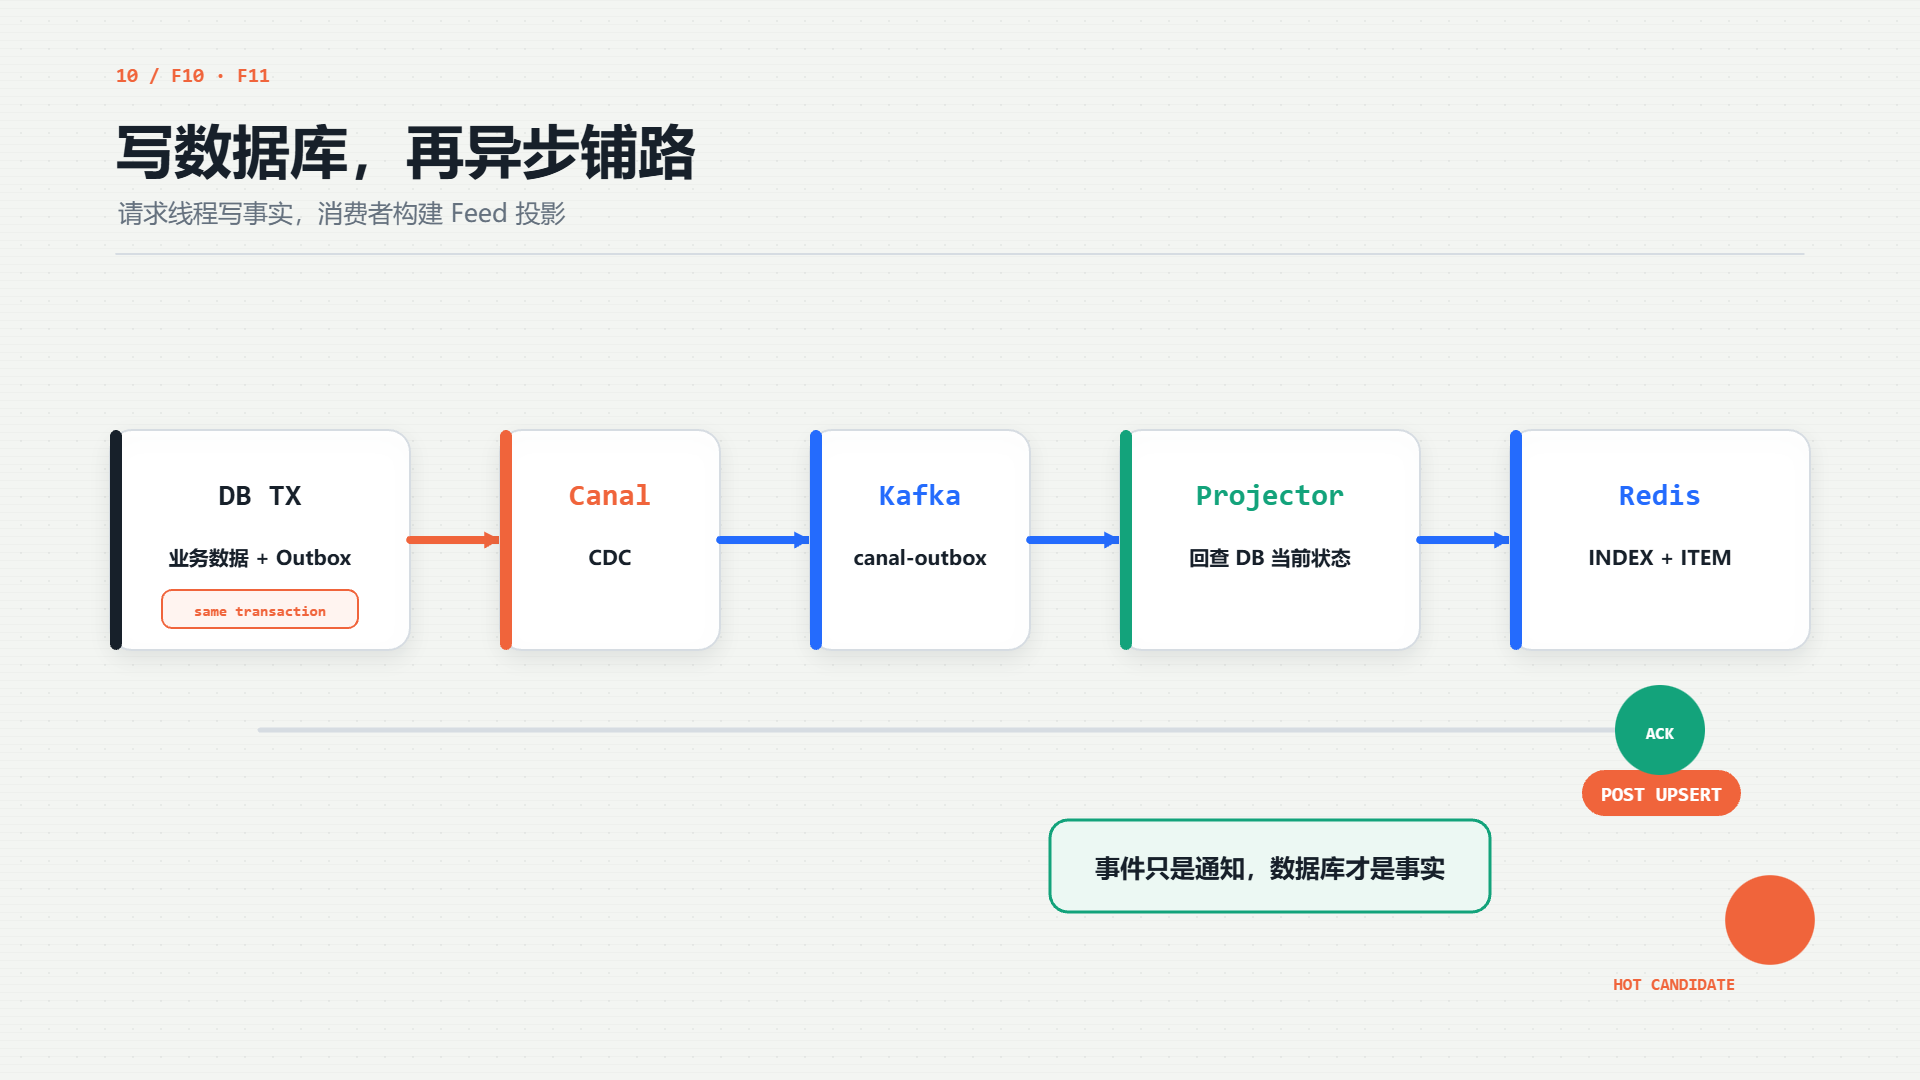 10 / F10 · F11
写数据库，再异步铺路
请求线程写事实，消费者构建 Feed 投影
DB TX
业务数据 + Outbox
same transaction
Canal
CDC
Kafka
canal-outbox
Projector
回查 DB 当前状态
Redis
INDEX + ITEM
ACK
POST UPSERT
事件只是通知，数据库才是事实
HOT CANDIDATE